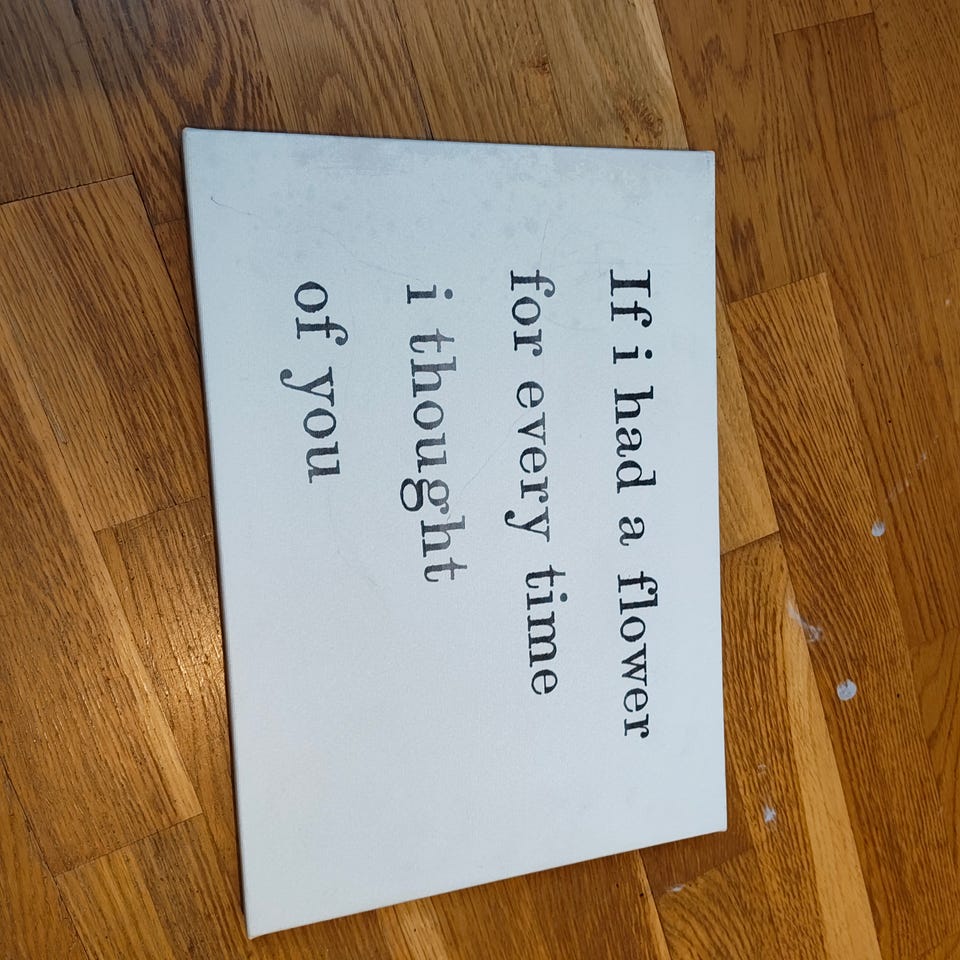 If i had a flower
for every time
i thought
of you